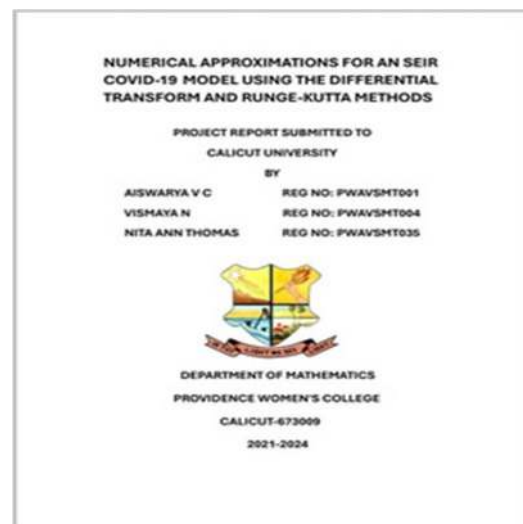 NUMERICAL APPROXIMATIONS FOR AN SEIR
COVID-19 MODEL USING THE DIFFERENTIAL
TRANSFORM AND RUNGE-KUTTA METHODS
PROJECT REPORT SUBMITTED TO
CALICUT UNIVERSITY
BY
AISWARYA V C REG NO: PWAVSMT001
VISMAYA N REG NO: PWAVSMT004
NITA ANN THOMAS REG NO: PWAVSMT035
DEPARTMENT OF MATHEMATICS
PROVIDENCE WOMEN'S COLLEGE
CALICUT-673009
2021-2024